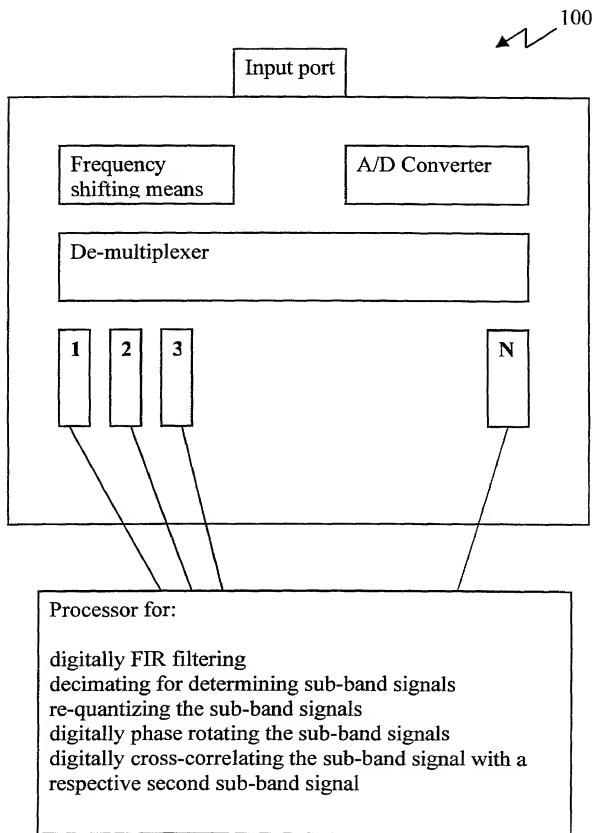 100
Input port
Frequency
shifting means
A/D Converter
De-multiplexer
1 2 3 N
Processor for:
digitally FIR filtering
decimating for determining sub-band signals
re-quantizing the sub-band signals
digitally phase rotating the sub-band signals
digitally cross-correlating the sub-band signal with a
respective second sub-band signal